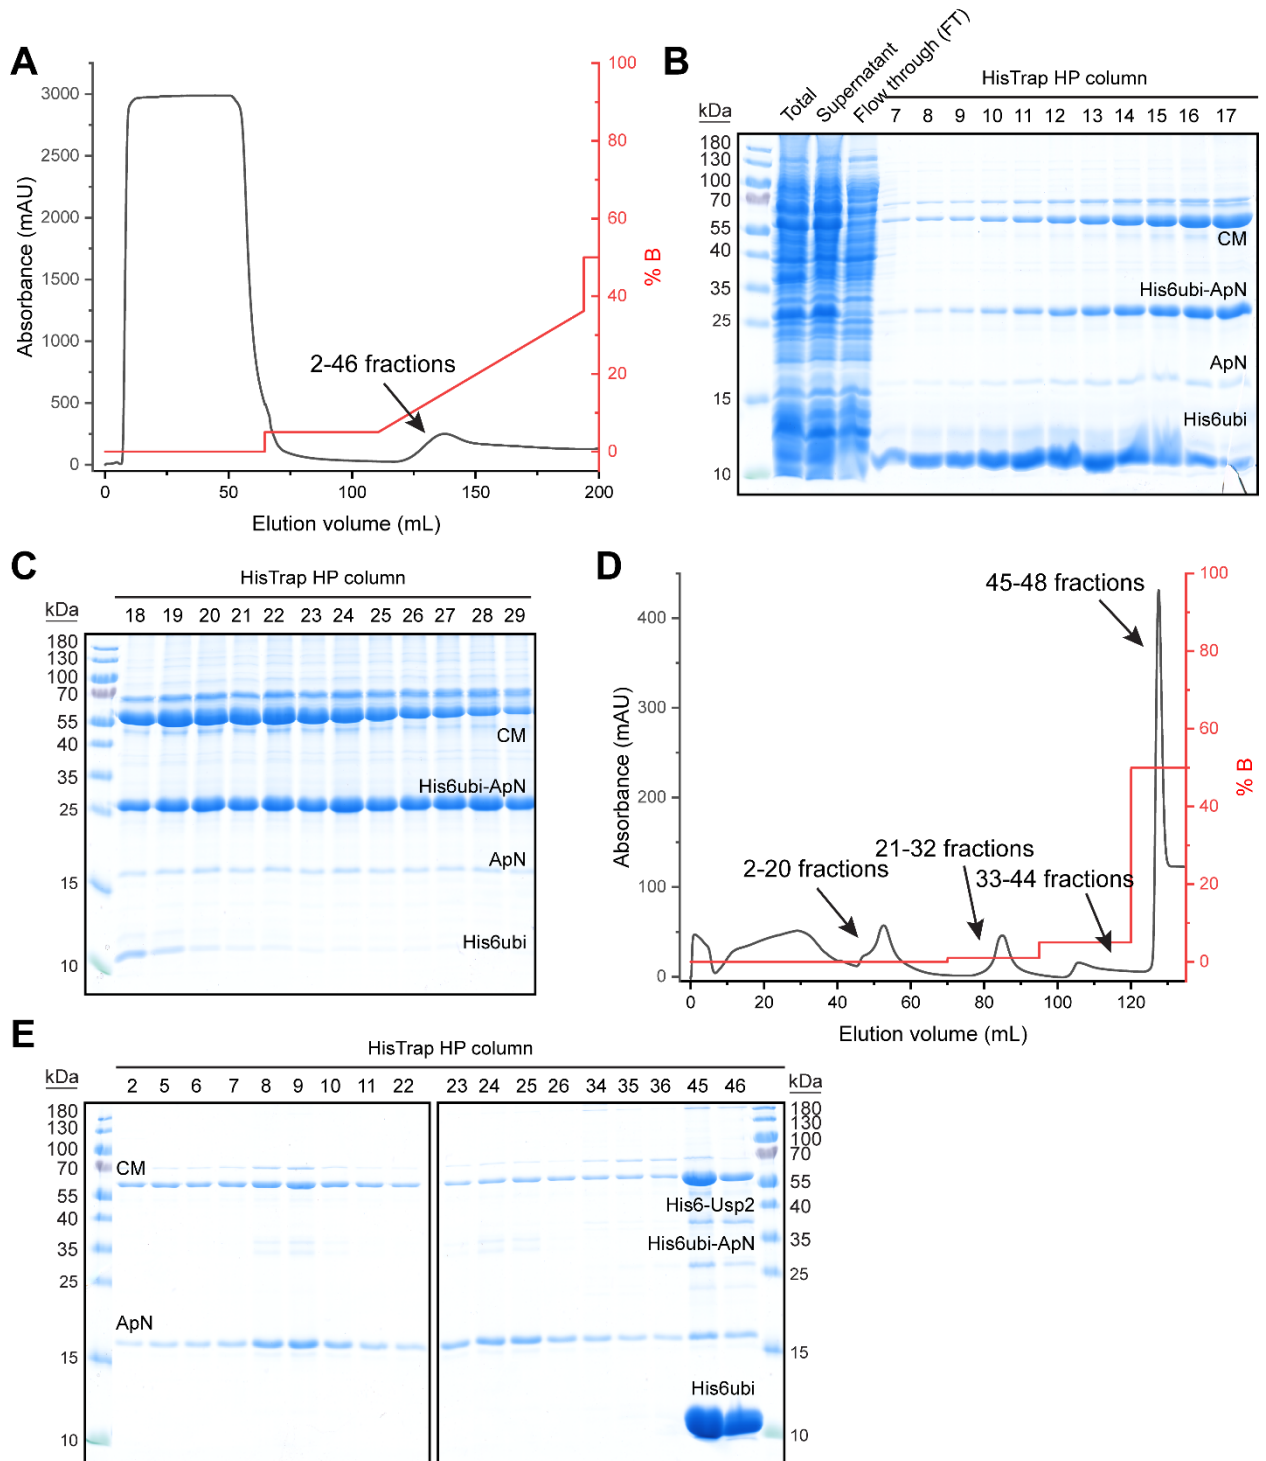 A
Absorbance (mAU)
3000
2500
2000
1500
1000
500
0
0 50 100 150 200
Elution volume (mL)
100
80
60
40
20
0
% B
2-46 fractions
B
Total
Supernatant
Flow through (FT)
HisTrap HP column
kDa
7 8 9 10 11 12 13 14 15 16 17
180
130
100
70
55
40
35
25
15
10
CM
His6ubi-ApN
ApN
His6ubi
C
HisTrap HP column
kDa
18 19 20 21 22 23 24 25 26 27 28 29
180
130
100
70
55
40
35
25
15
10
CM
His6ubi-ApN
ApN
His6ubi
D
Absorbance (mAU)
400
300
200
100
0
0 20 40 60 80 100 120
Elution volume (mL)
100
80
60
40
20
0
% B
45-48 fractions
21-32 fractions
2-20 fractions
33-44 fractions
E
HisTrap HP column
kDa
2 5 6 7 8 9 10 11 22 23 24 25 26 34 35 36 45 46
kDa
180
130
100
70
55
40
35
25
15
10
CM
ApN
His6-Usp2
His6ubi-ApN
His6ubi
180
130
100
70
55
40
35
25
15
10